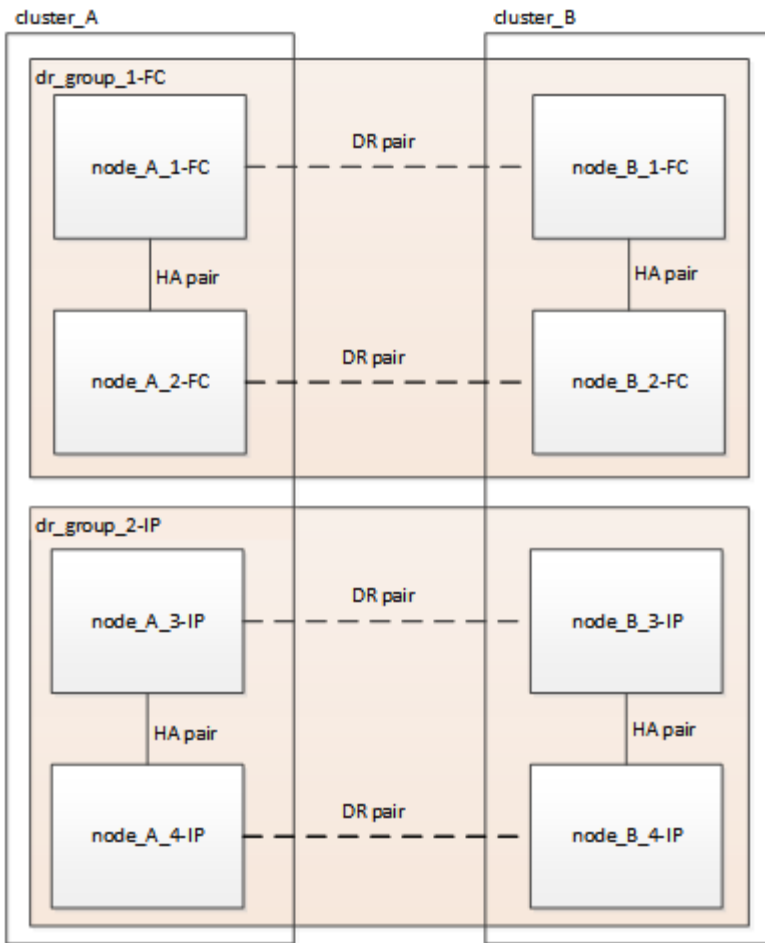 cluster_A
cluster_B
dr_group_1-FC
node_A_1-FC
DR pair
node_B_1-FC
HA pair
HA pair
node_A_2-FC
DR pair
node_B_2-FC
dr_group_2-IP
node_A_3-IP
DR pair
node_B_3-IP
HA pair
HA pair
node_A_4-IP
DR pair
node_B_4-IP